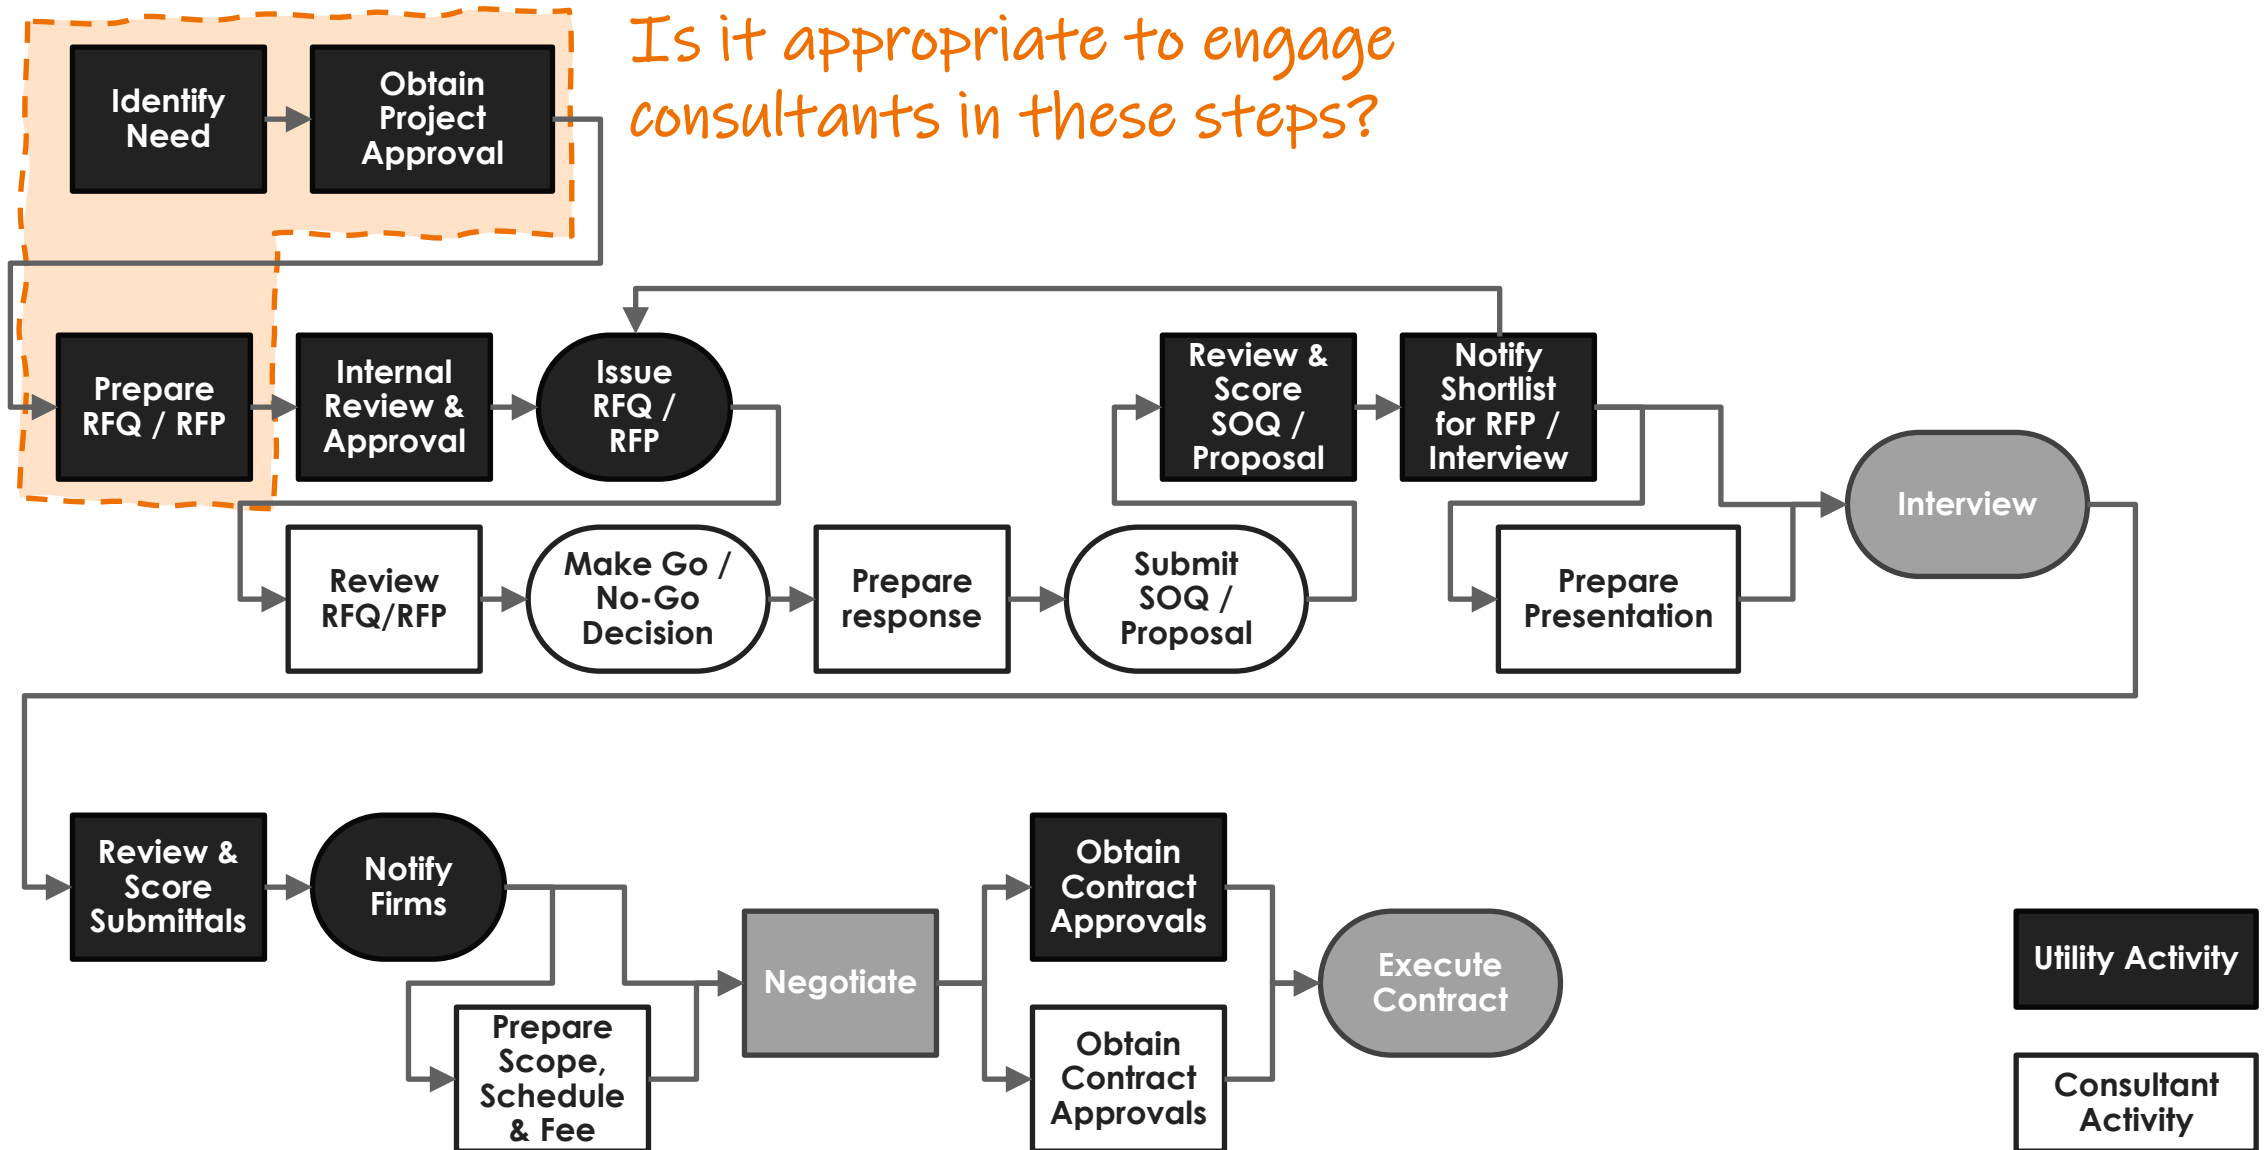 Is it appropriate to engage
consultants in these steps?
Identify
Need
Obtain
Project
Approval
Prepare
RFQ / RFP
Internal
Review &
Approval
Issue
RFQ /
RFP
Review &
Score
SOQ /
Proposal
Notify
Shortlist
for RFP /
Interview
Interview
Review
RFQ/RFP
Make Go /
No-Go
Decision
Prepare
response
Submit
SOQ /
Proposal
Prepare
Presentation
Review &
Score
Submittals
Notify
Firms
Prepare
Scope,
Schedule
& Fee
Negotiate
Obtain
Contract
Approvals
Obtain
Contract
Approvals
Execute
Contract
Utility Activity
Consultant
Activity